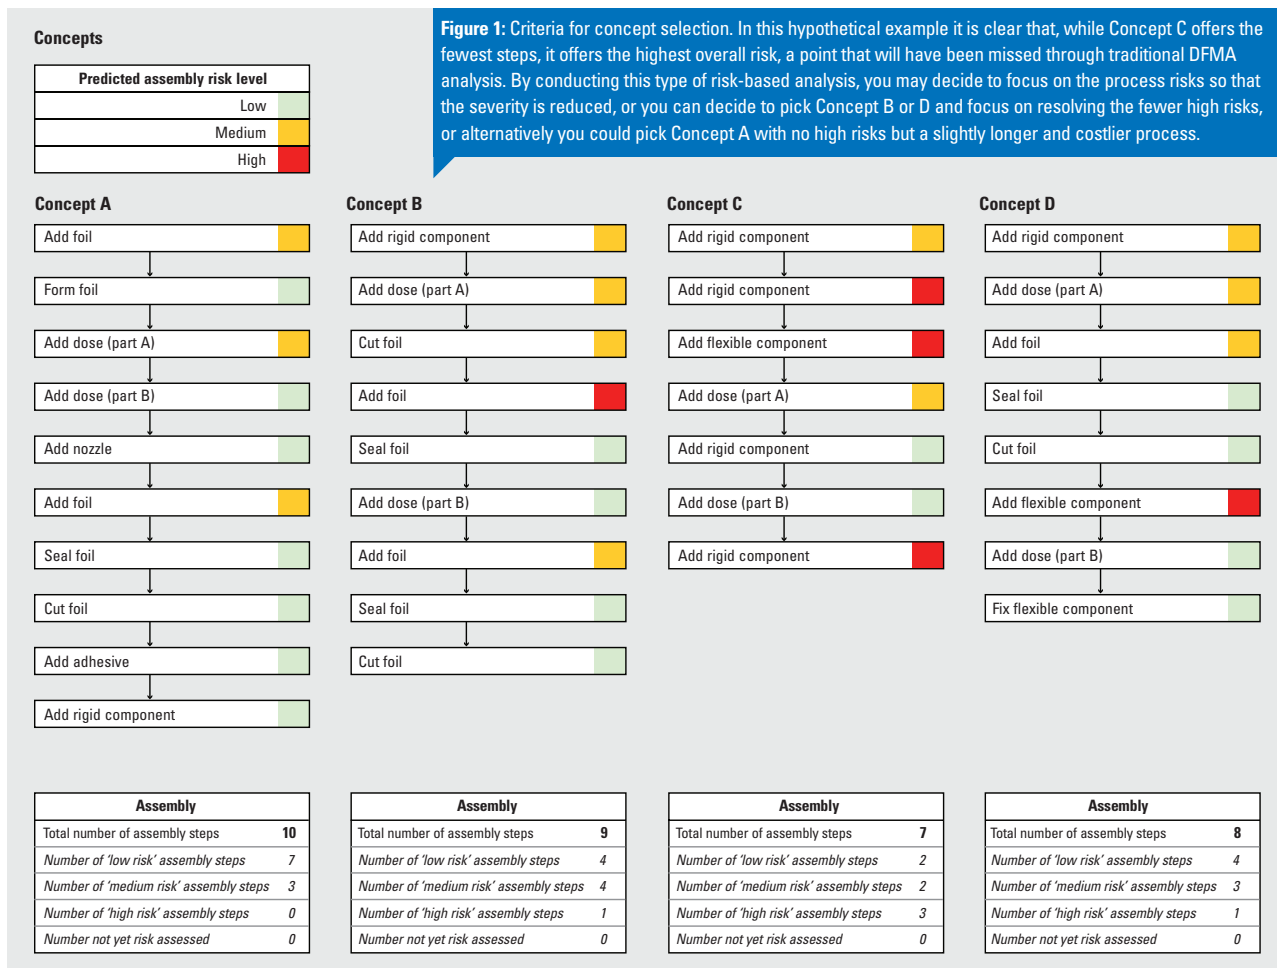 Concepts
Predicted assembly risk level
Low
Medium
High
Figure 1: Criteria for concept selection. In this hypothetical example it is clear that, while Concept C offers the
fewest steps, it offers the highest overall risk, a point that will have been missed through traditional DFMA
analysis. By conducting this type of risk-based analysis, you may decide to focus on the process risks so that
the severity is reduced, or you can decide to pick Concept B or D and focus on resolving the fewer high risks,
or alternatively you could pick Concept A with no high risks but a slightly longer and costlier process.
Concept A
Add foil
Form foil
Add dose (part A)
Add dose (part B)
Add nozzle
Add foil
Seal foil
Cut foil
Add adhesive
Add rigid component
Assembly
Total number of assembly steps 10
Number of ‘low risk’ assembly steps 7
Number of ‘medium risk’ assembly steps 3
Number of ‘high risk’ assembly steps 0
Number not yet risk assessed 0
Concept B
Add rigid component
Add dose (part A)
Cut foil
Add foil
Seal foil
Add dose (part B)
Add foil
Seal foil
Cut foil
Assembly
Total number of assembly steps 9
Number of ‘low risk’ assembly steps 4
Number of ‘medium risk’ assembly steps 4
Number of ‘high risk’ assembly steps 1
Number not yet risk assessed 0
Concept C
Add rigid component
Add rigid component
Add flexible component
Add dose (part A)
Add rigid component
Add dose (part B)
Add rigid component
Assembly
Total number of assembly steps 7
Number of ‘low risk’ assembly steps 2
Number of ‘medium risk’ assembly steps 2
Number of ‘high risk’ assembly steps 3
Number not yet risk assessed 0
Concept D
Add rigid component
Add dose (part A)
Add foil
Seal foil
Cut foil
Add flexible component
Add dose (part B)
Fix flexible component
Assembly
Total number of assembly steps 8
Number of ‘low risk’ assembly steps 4
Number of ‘medium risk’ assembly steps 3
Number of ‘high risk’ assembly steps 1
Number not yet risk assessed 0